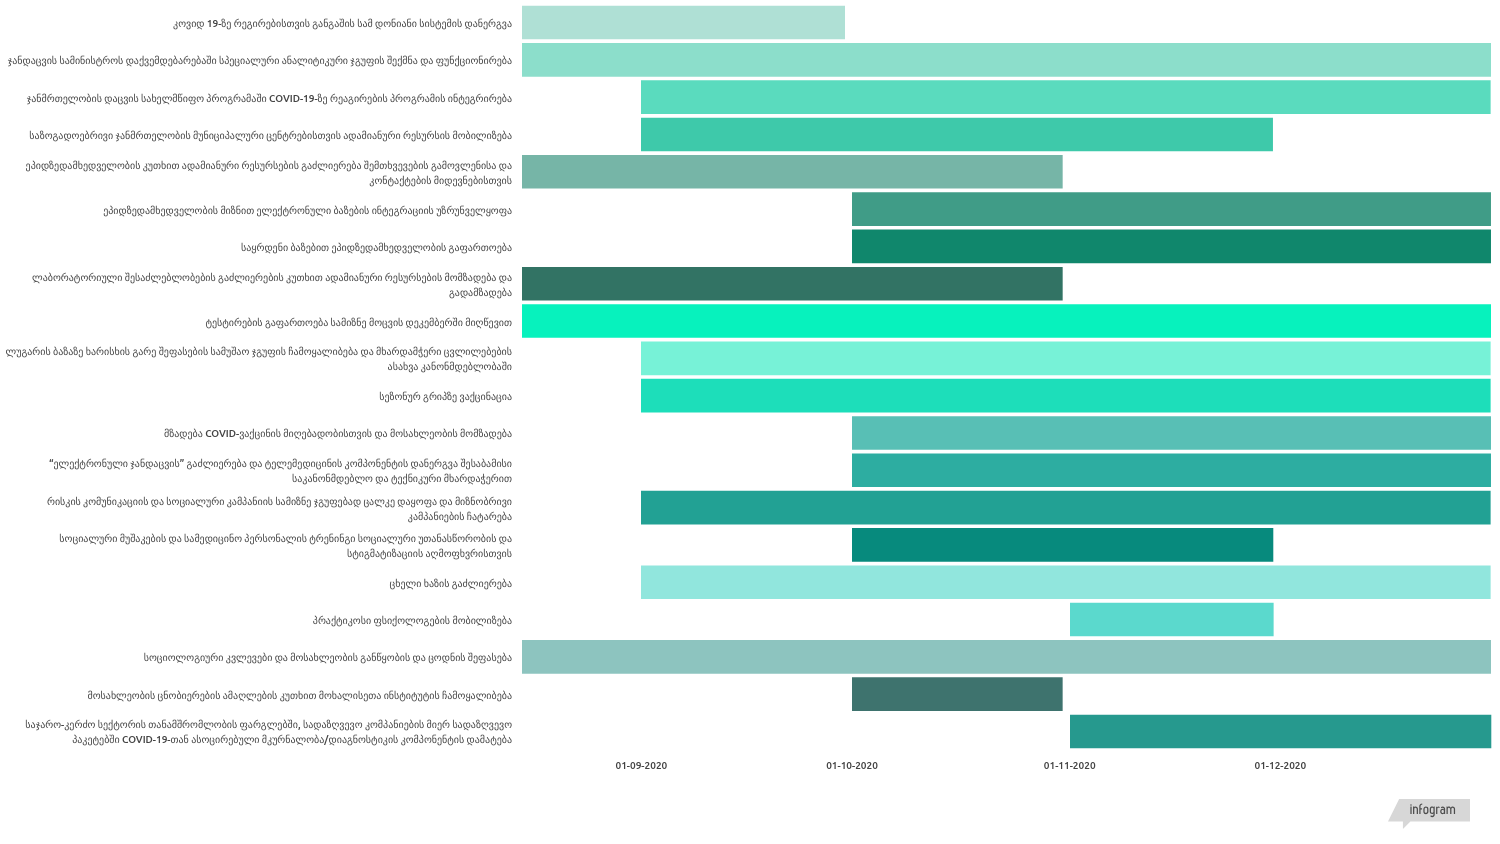 კოვიდ 19-ზე რეგირებისთვის განგაშის სამ დონიანი სისტემის დანერგვა
ჯანდაცვის სამინისტროს დაქვემდებარებაში სპეციალური ანალიტიკური ჯგუფის შექმნა და ფუნქციონირება
ჯანმრთელობის დაცვის სახელმწიფო პროგრამაში COVID-19-ზე რეაგირების პროგრამის ინტეგრირება
საზოგადოებრივი ჯანმრთელობის მუნიციპალური ცენტრებისთვის ადამიანური რესურსის მობილიზება
ეპიდზედამხედველობის კუთხით ადამიანური რესურსების გაძლიერება შემთხვევების გამოვლენისა და
კონტაქტების მიდევნებისთვის
ეპიდზედამხედველობის მიზნით ელექტრონული ბაზების ინტეგრაციის უზრუნველყოფა
საყრდენი ბაზებით ეპიდზედამხედველობის გაფართოება
ლაბორატორიული შესაძლებლობების გაძლიერების კუთხით ადამიანური რესურსების მომზადება და
გადამზადება
ტესტირების გაფართოება სამიზნე მოცვის დეკემბერში მიღწევით
ლუგარის ბაზაზე ხარისხის გარე შეფასების სამუშაო ჯგუფის ჩამოყალიბება და მხარდამჭერი ცვლილებების
ასახვა კანონმდებლობაში
სეზონურ გრიპზე ვაქცინაცია
მზადება COVID-ვაქცინის მიღებადობისთვის და მოსახლეობის მომზადება
“ელექტრონული ჯანდაცვის” გაძლიერება და ტელემედიცინის კომპონენტის დანერგვა შესაბამისი
საკანონმდებლო და ტექნიკური მხარდაჭერით
რისკის კომუნიკაციის და სოციალური კამპანიის სამიზნე ჯგუფებად ცალკე დაყოფა და მიზნობრივი
კამპანიების ჩატარება
სოციალური მუშაკების და სამედიცინო პერსონალის ტრენინგი სოციალური უთანასწორობის და
სტიგმატიზაციის აღმოფხვრისთვის
ცხელი ხაზის გაძლიერება
პრაქტიკოსი ფსიქოლოგების მობილიზება
სოციოლოგიური კვლევები და მოსახლეობის განწყობის და ცოდნის შეფასება
მოსახლეობის ცნობიერების ამაღლების კუთხით მოხალისეთა ინსტიტუტის ჩამოყალიბება
საჯარო-კერძო სექტორის თანამშრომლობის ფარგლებში, სადაზღვევო კომპანიების მიერ სადაზღვევო
პაკეტებში COVID-19-თან ასოცირებული მკურნალობა/დიაგნოსტიკის კომპონენტის დამატება
01-09-2020 01-10-2020 01-11-2020 01-12-2020
infogram